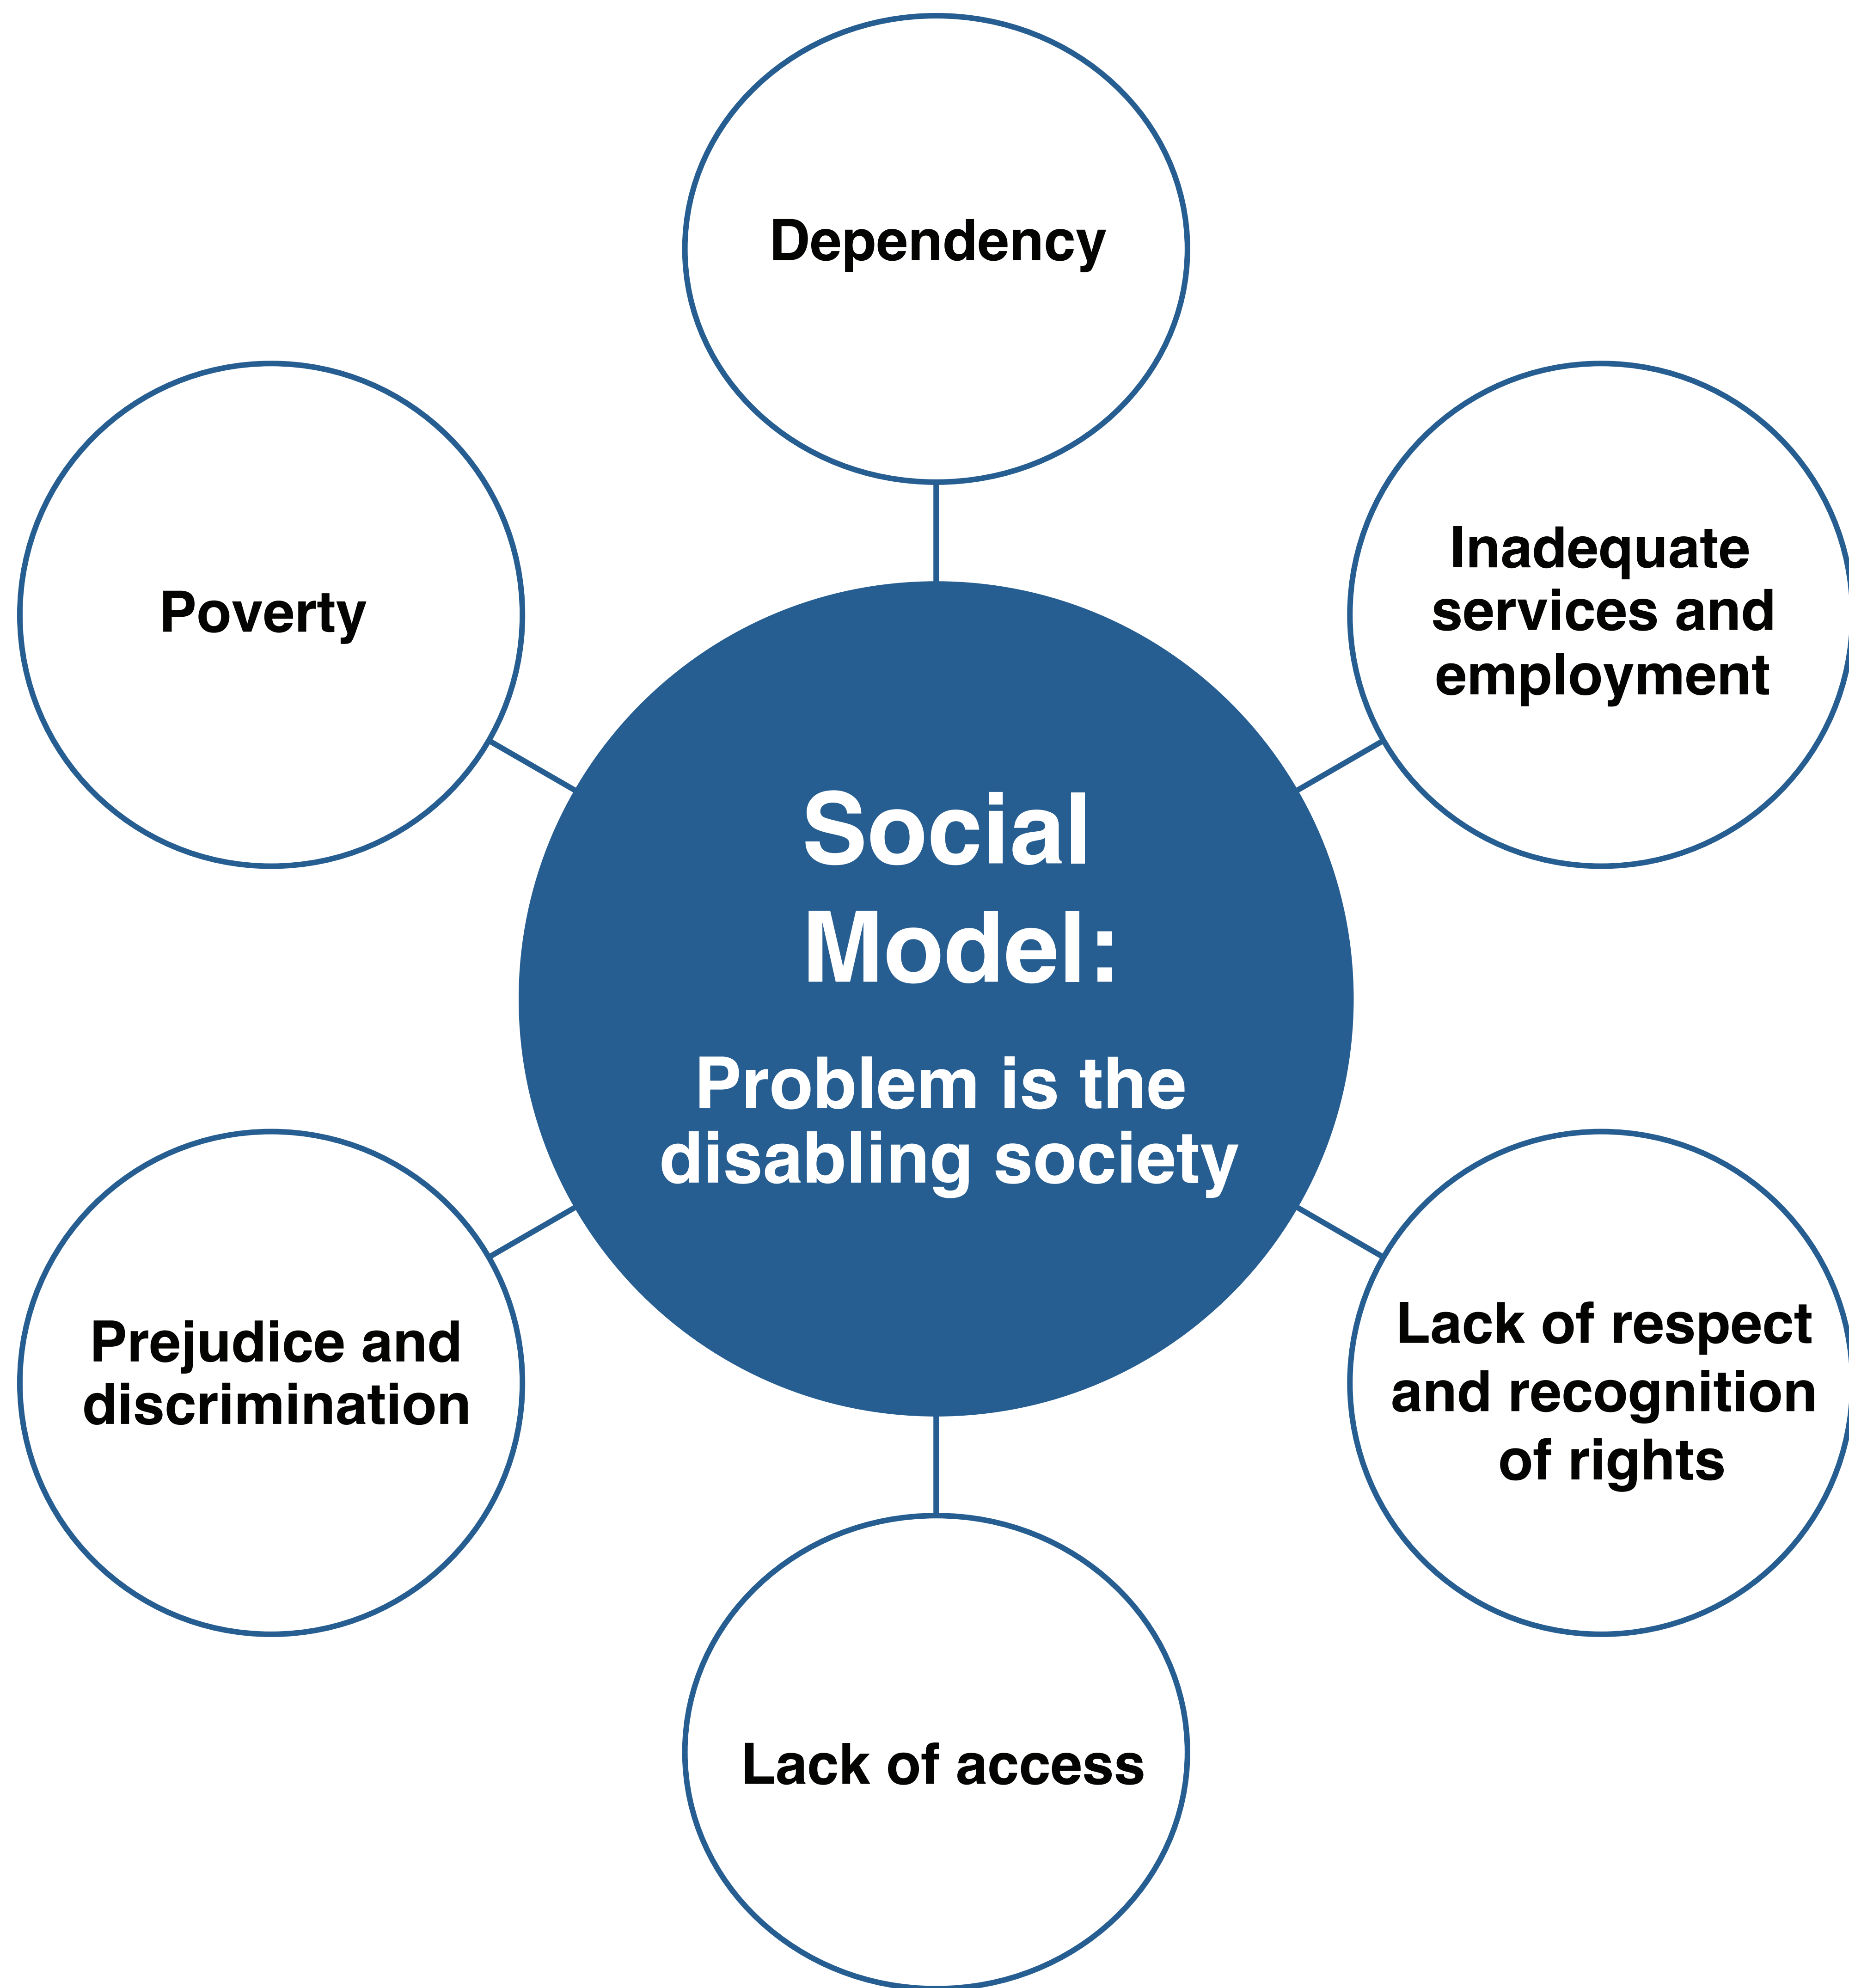 Dependency
Poverty
Inadequate
services and
employment
Social
Model:
Problem is the
disabling society
Prejudice and
discrimination
Lack of respect
and recognition
of rights
Lack of access